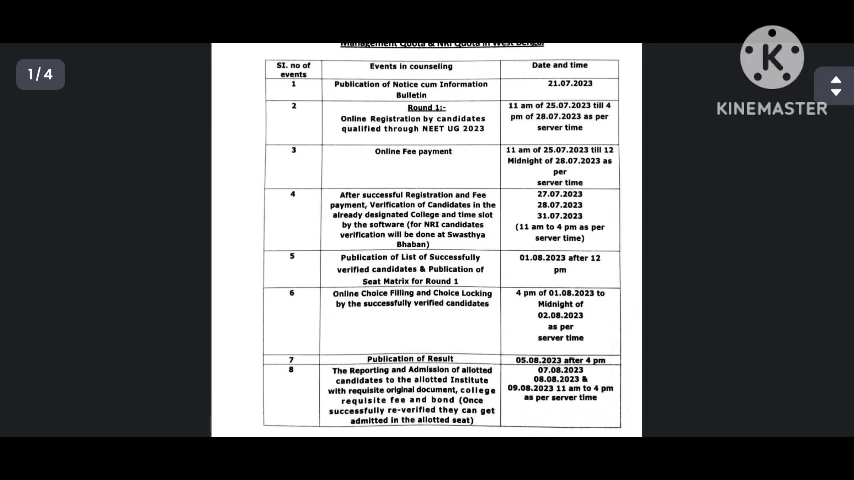 Management Quota & NRI Quota in West Bengal
1/4
KINEMASTER
SI. no of events
Events in counseling
Date and time
1
Publication of Notice cum Information
Bulletin
21.07.2023
2
Round 1:-
Online Registration by candidates
qualified through NEET UG 2023
11 am of 25.07.2023 till 4
pm of 28.07.2023 as per
server time
3
Online Fee payment
11 am of 25.07.2023 till 12
Midnight of 28.07.2023 as
per
server time
4
After successful Registration and Fee
payment, Verification of Candidates in the
already designated College and time slot
by the software (for NRI candidates
verification will be done at Swasthya
Bhaban)
27.07.2023
28.07.2023
31.07.2023
(11 am to 4 pm as per
server time)
5
Publication of List of Successfully
verified candidates & Publication of
Seat Matrix for Round 1
01.08.2023 after 12
pm
6
Online Choice Filling and Choice Locking
by the successfully verified candidates
4 pm of 01.08.2023 to
Midnight of
02.08.2023
as per
server time
7
Publication of Result
05.08.2023 after 4 pm
8
The Reporting and Admission of allotted
candidates to the allotted Institute
with requisite original document, college
requisite fee and bond (Once
successfully re-verified they can get
admitted in the allotted seat)
07.08.2023
08.08.2023 &
09.08.2023 11 am to 4 pm
as per server time